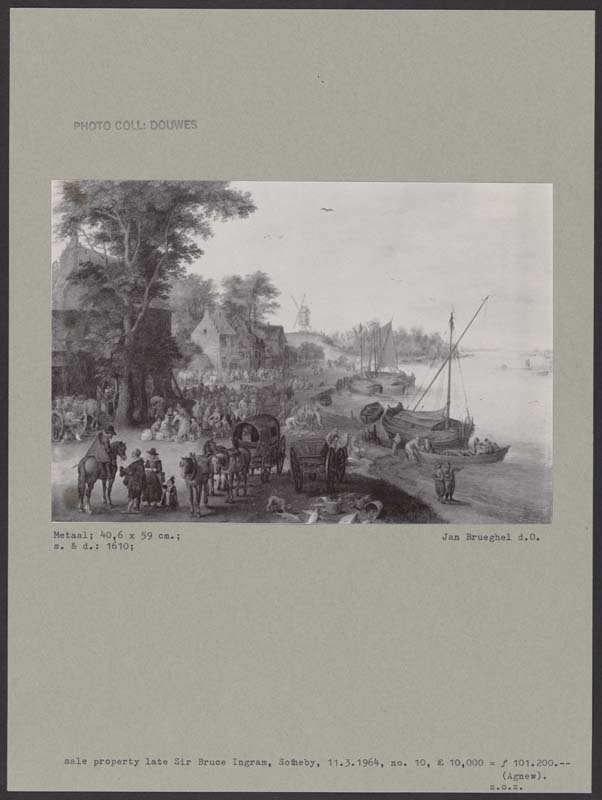 PHOTO COLL: DOUWES
Metaal; 40,6 x 59 cm.;
s. & d.: 1610;
Jan Brueghel d.O.
sale property late Sir Bruce Ingram, Sotheby, 11.3.1964, no. 10, £ 10,000 = ƒ 101.200.--
(Agnew).
z.o.z.